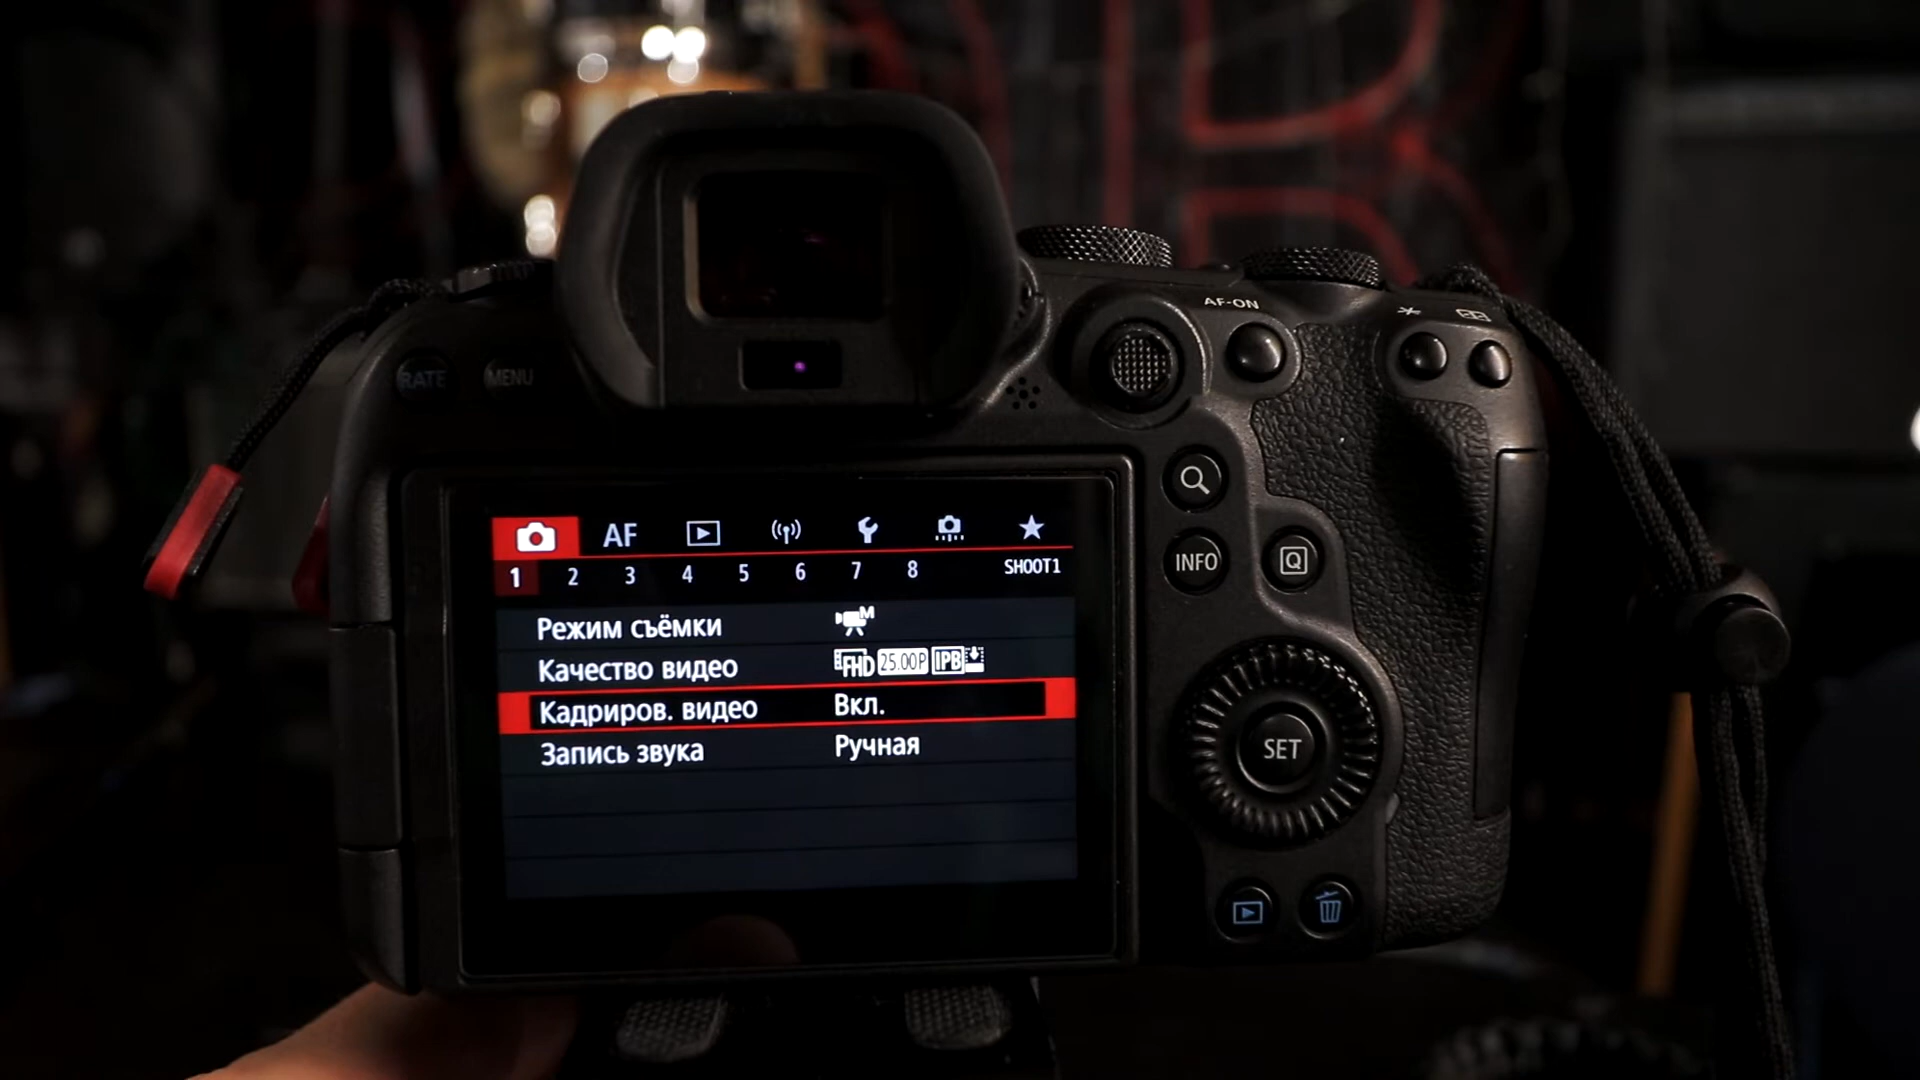 AF-ON
RATE MENU
AF
1 2 3 4 5 6 7 8 SHOOT1
Режим съёмки M
Качество видео FHD 25.00P IPB
Кадриров. видео Вкл.
Запись звука Ручная
INFO
Q
SET